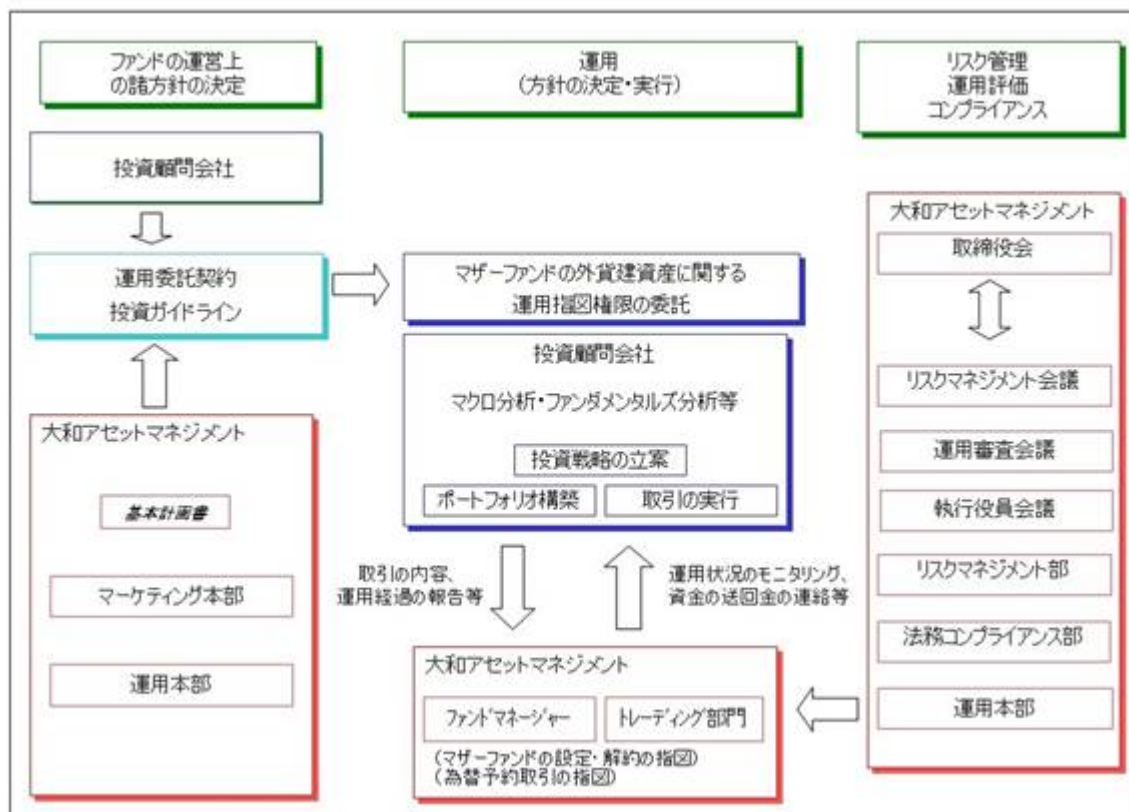 ファンドの運営上
の諸方針の決定
投資顧問会社
運用委託契約
投資ガイドライン
大和アセットマネジメント
基本計画書
マーケティング本部
運用本部
運用
(方針の決定・実行)
マザーファンドの外貨建資産に関する
運用指図権限の委託
投資顧問会社
マクロ分析・ファンダメンタルズ分析等
投資戦略の立案
ポートフォリオ構築
取引の実行
取引の内容、
運用経過の報告等
運用状況のモニタリング、
資金の送回金の連絡等
大和アセットマネジメント
ファンドマネージャー
トレーディング部門
(マザーファンドの設定・解約の指図)
(為替予約取引の指図)
リスク管理
運用評価
コンプライアンス
大和アセットマネジメント
取締役会
リスクマネジメント会議
運用審査会議
執行役員会議
リスクマネジメント部
法務コンプライアンス部
運用本部